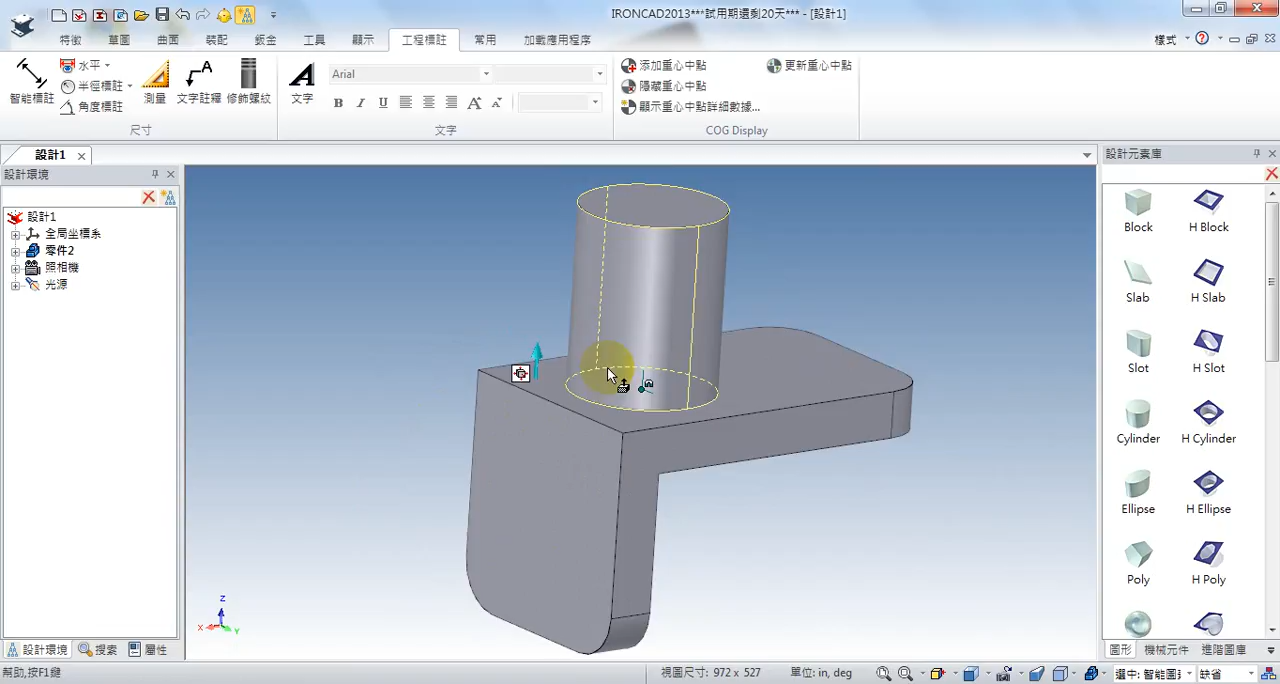 IRONCAD2013***試用期還剩20天*** - [設計1]
特徵 草圖 曲面 裝配 鈑金 工具 顯示 工程標註 常用 加載應用程序 樣式
智能標註
水平
半徑標註
角度標註
測量
文字註釋
修飾螺紋
尺寸
文字
Arial
B I U
文字
添加重心中點
隱藏重心中點
顯示重心中點詳細數據...
更新重心中點
COG Display
設計1
設計環境
設計1
全局坐標系
零件2
照相機
光源
設計環境 搜索 屬性
Z
X
Y
設計元素庫
Block H Block
Slab H Slab
Slot H Slot
Cylinder H Cylinder
Ellipse H Ellipse
Poly H Poly
圖形 機械元件 進階圖庫
幫助,按F1鍵 視圖尺寸: 972 x 527 單位: in, deg 選中: 智能圖 缺省